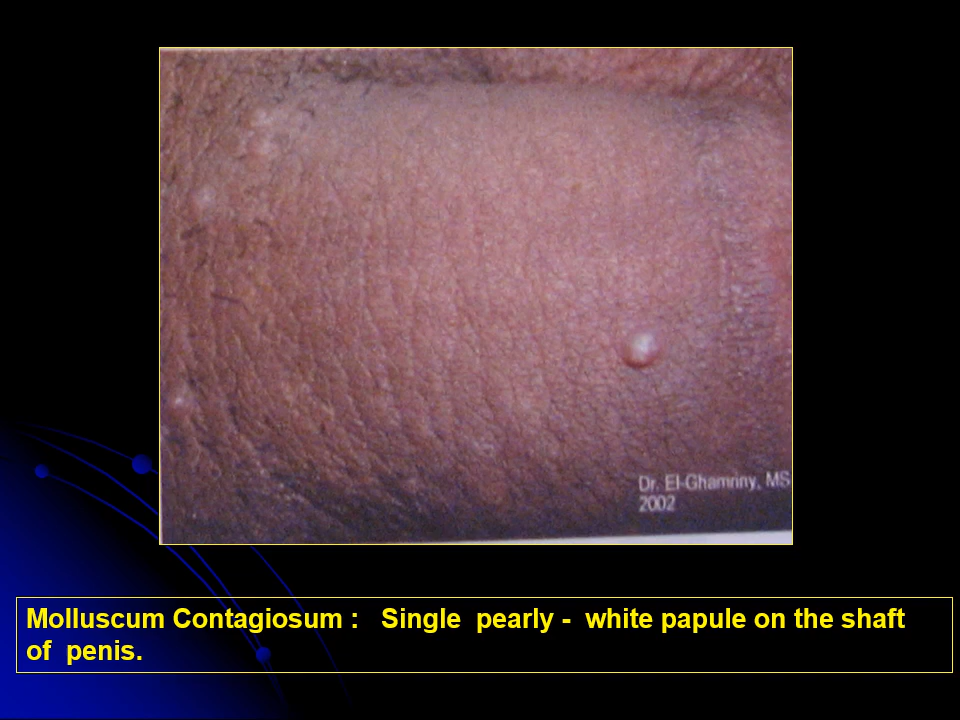 Dr. El-Ghamriny, MS
2002
Molluscum Contagiosum : Single pearly - white papule on the shaft
of penis.